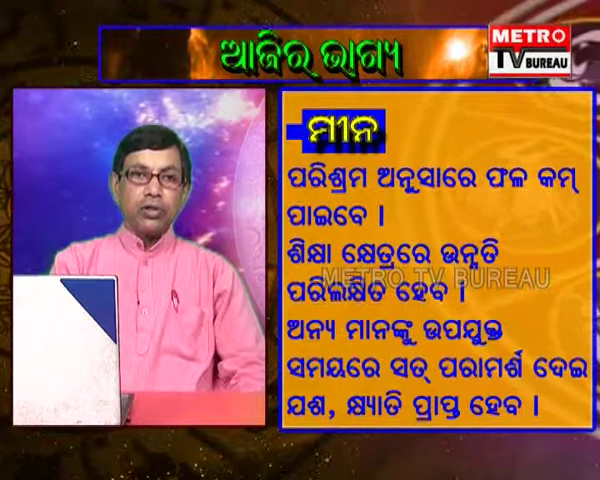 ଆଜିର ଭାଗ୍ୟ
METRO
TV BUREAU
ମୀନ
ପରିଶ୍ରମ ଅନୁସାରେ ଫଳ କମ୍
ପାଇବେ ।
ଶିକ୍ଷା କ୍ଷେତ୍ରରେ ଉନ୍ନତି
METRO TV BUREAU
ପରିଲକ୍ଷିତ ହେବ ।
ଅନ୍ୟ ମାନଙ୍କୁ ଉପଯୁକ୍ତ
ସମୟରେ ସତ୍ ପରାମର୍ଶ ଦେଇ
ଯଶ, କ୍ଷ୍ୟାତି ପ୍ରାପ୍ତ ହେବ ।